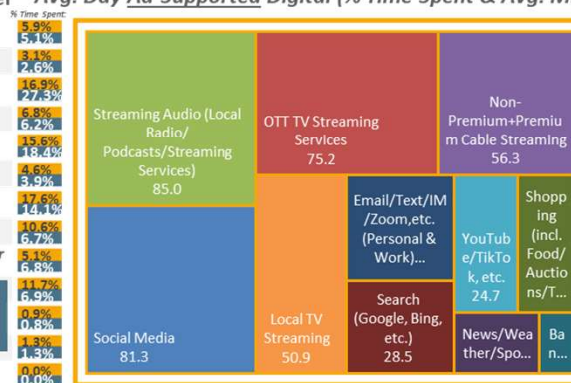 Avg. Day Ad-Supported Digital (% Time Spent & Avg.
% Time Spent:
5.9%
5.1%
3.1%
2.6%
16.9%
27.3%
6.8%
6.2%
15.6%
18.4%
4.6%
3.9%
17.6%
14.1%
10.6%
6.7%
5.1%
6.8%
11.7%
6.9%
0.9%
0.8%
1.3%
1.3%
0.0%
0.0%
Streaming Audio (Local
Radio/
Podcasts/Streaming
Services)
85.0
OTT TV Streaming
Services
75.2
Non-
Premium+Premiu
m Cable Streaming
56.3
Social Media
81.3
Local TV
Streaming
50.9
Email/Text/IM
/Zoom,etc.
(Personal &
Work)...
Search
(Google, Bing,
etc.)
28.5
YouTub
e/TikTo
k, etc.
24.7
Shopp
ing
(incl.
Food/
Auctio
ns/T...
News/Wea
ther/Spo...
Ba
n...